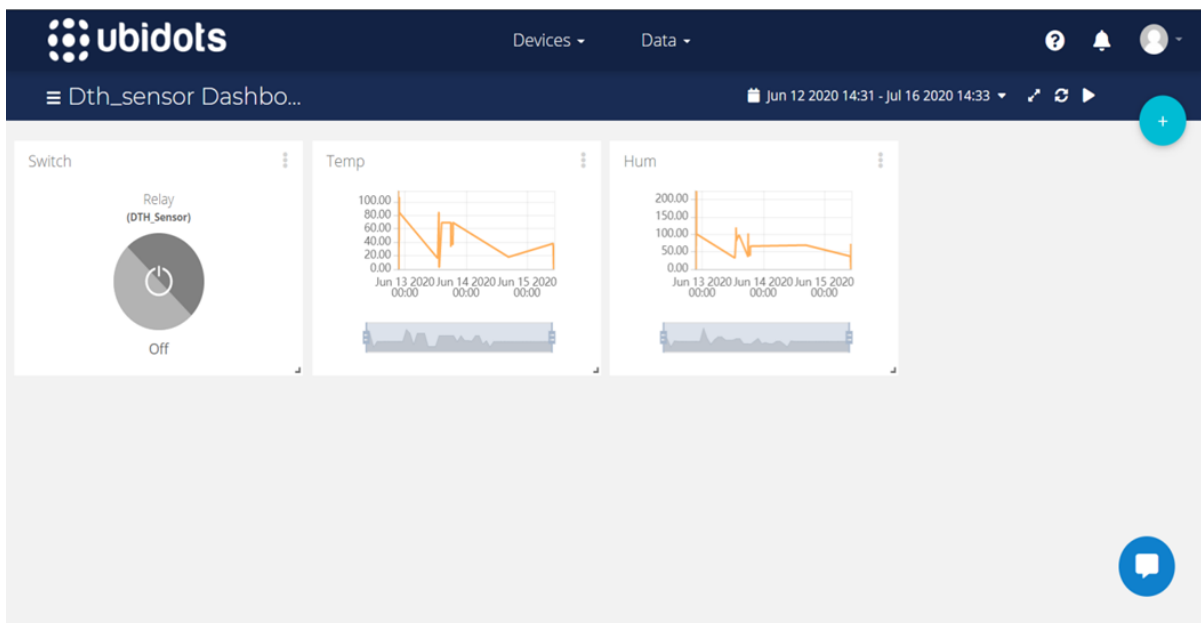 ubidots
Devices
Data
Dth_sensor Dashbo...
Jun 12 2020 14:31 - Jul 16 2020 14:33
Switch
Relay
(DTH_Sensor)
Off
Temp
100.00
80.00
60.00
40.00
20.00
0.00
Jun 13 2020 Jun 14 2020 Jun 15 2020
00:00 00:00 00:00
Hum
200.00
150.00
100.00
50.00
0.00
Jun 13 2020 Jun 14 2020 Jun 15 2020
00:00 00:00 00:00